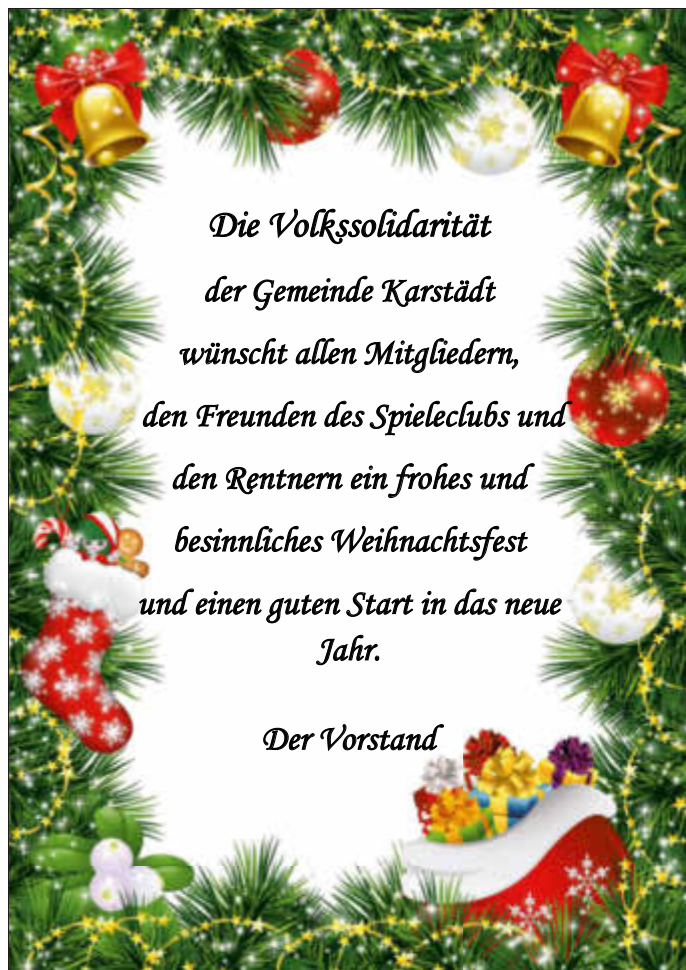 Die Volkssolidarität
der Gemeinde Karstädt
wünscht allen Mitgliedern,
den Freunden des Spieleclubs und
den Rentnern ein frohes und
besinnliches Weihnachtsfest
und einen guten Start in das neue
Jahr.
Der Vorstand